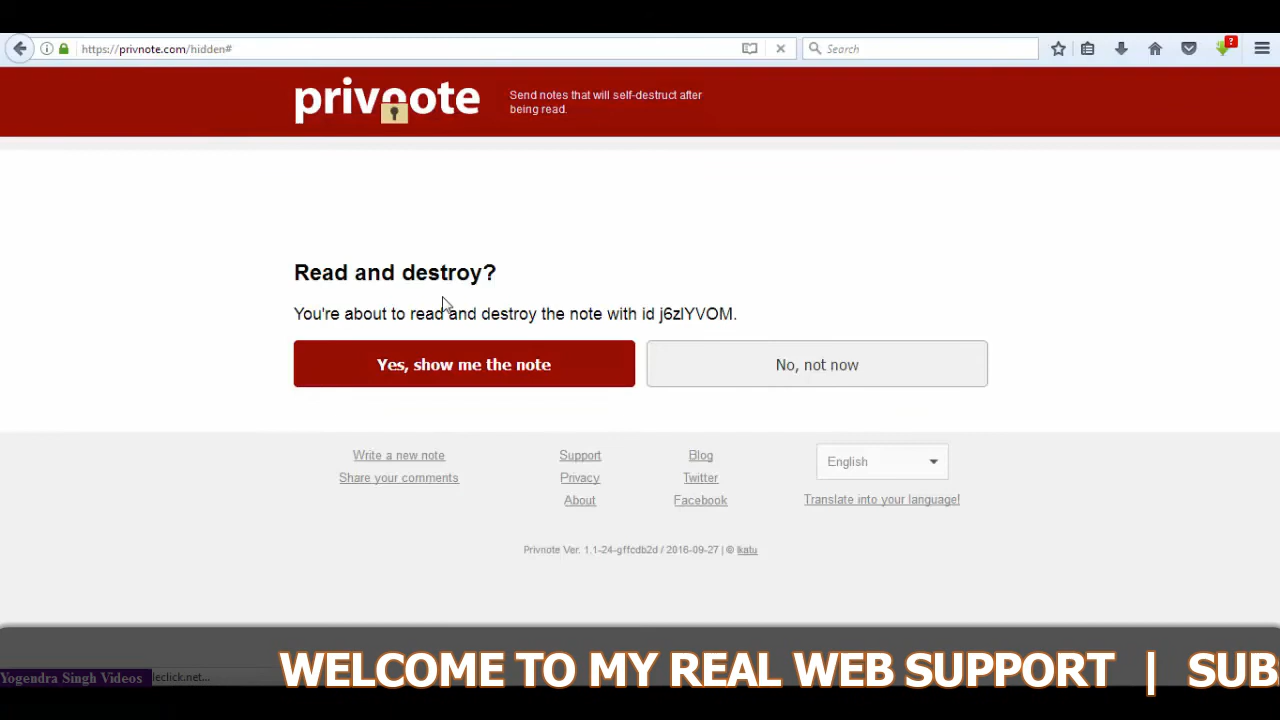 https://privnote.com/hidden#
Search
?
privnote
Send notes that will self-destruct after
being read.
Read and destroy?
You're about to read and destroy the note with id j6zlYVOM.
Yes, show me the note
No, not now
Write a new note
Support
Blog
English
Share your comments
Privacy
Twitter
About
Facebook
Translate into your language!
Privnote Ver. 1.1-24-gffcdb2d / 2016-09-27 | © Ikatu
WELCOME TO MY REAL WEB SUPPORT | SUB
Yogendra Singh Videos
leclick.net...